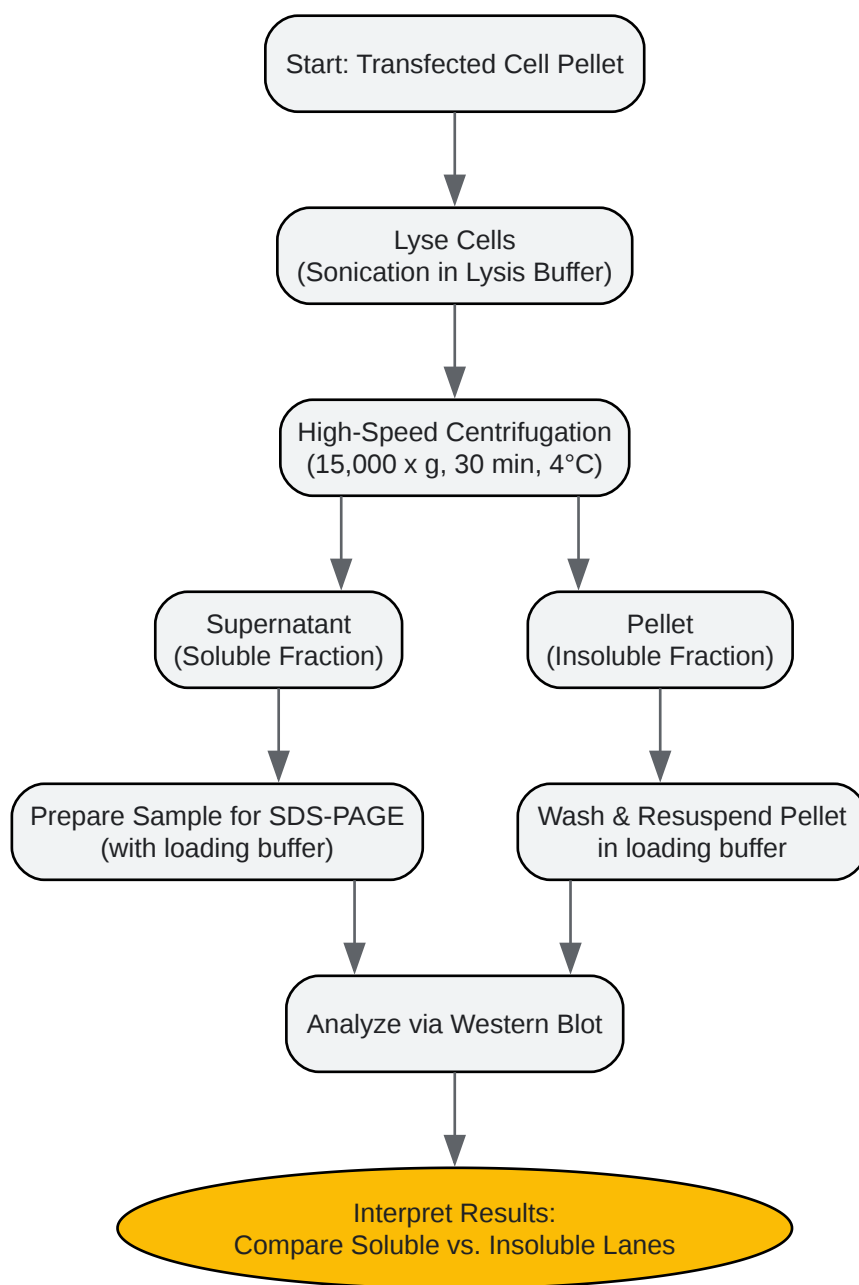 Start: Transfected Cell Pellet
Lyse Cells
(Sonication in Lysis Buffer)
High-Speed Centrifugation
(15,000 x g, 30 min, 4°C)
Supernatant
(Soluble Fraction)
Pellet
(Insoluble Fraction)
Prepare Sample for SDS-PAGE
(with loading buffer)
Wash & Resuspend Pellet
in loading buffer
Analyze via Western Blot
Interpret Results:
Compare Soluble vs. Insoluble Lanes